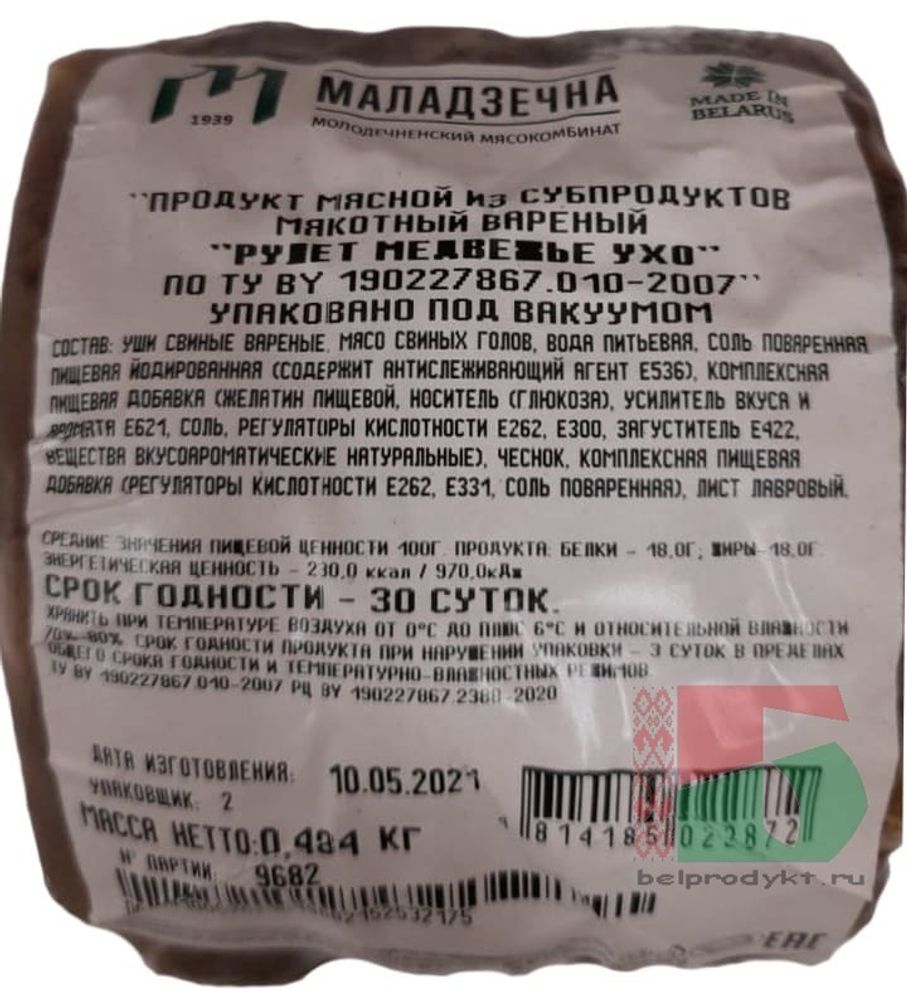 1939
МАЛАДЗЕЧНА
МОЛОДЕЧНЕНСКИЙ МЯСОКОМБИНАТ
MADE IN
BELARUS
"ПРОДУКТ МЯСНОЙ ИЗ СУБПРОДУКТОВ
МЯКОТНЫЙ ВАРЕНЫЙ
"РУЛЕТ МЕДВЕЖЬЕ УХО"
ПО ТУ BY 190227867.010-2007"
УПАКОВАНО ПОД ВАКУУМОМ
СОСТАВ: УШИ СВИНЫЕ ВАРЕНЫЕ, МЯСО СВИНЫХ ГОЛОВ, ВОДА ПИТЬЕВАЯ, СОЛЬ ПОВАРЕННАЯ
ПИЩЕВАЯ ЙОДИРОВАННАЯ (СОДЕРЖИТ АНТИСЛЕЖИВАЮЩИЙ АГЕНТ Е536), КОМПЛЕКСНАЯ
ПИЩЕВАЯ ДОБАВКА (ЖЕЛАТИН ПИЩЕВОЙ, НОСИТЕЛЬ (ГЛЮКОЗА), УСИЛИТЕЛЬ ВКУСА И
АРОМАТА Е621, СОЛЬ, РЕГУЛЯТОРЫ КИСЛОТНОСТИ Е262, Е300, ЗАГУСТИТЕЛЬ Е422,
ВЕЩЕСТВА ВКУСОАРОМАТИЧЕСКИЕ НАТУРАЛЬНЫЕ), ЧЕСНОК, КОМПЛЕКСНАЯ ПИЩЕВАЯ
ДОБАВКА (РЕГУЛЯТОРЫ КИСЛОТНОСТИ Е262, Е331, СОЛЬ ПОВАРЕННАЯ), ЛИСТ ЛАВРОВЫЙ.
СРЕДНИЕ ЗНАЧЕНИЯ ПИЩЕВОЙ ЦЕННОСТИ 100Г. ПРОДУКТА: БЕЛКИ - 18.0Г; ЖИРЫ- 18.0Г.
ЭНЕРГЕТИЧЕСКАЯ ЦЕННОСТЬ - 230,0 ккал / 970,0кДж
СРОК ГОДНОСТИ - 30 СУТОК.
ХРАНИТЬ ПРИ ТЕМПЕРАТУРЕ ВОЗДУХА ОТ 0°С ДО ПЛЮС 6°С И ОТНОСИТЕЛЬНОЙ ВЛАЖНОСТИ
70%-80%. СРОК ГОДНОСТИ ПРОДУКТА ПРИ НАРУШЕНИИ УПАКОВКИ - 3 СУТОК В ПРЕДЕЛАХ
ОБЩЕГО СРОКА ГОДНОСТИ И ТЕМПЕРАТУРНО-ВЛАЖНОСТНЫХ РЕЖИМОВ.
ТУ BY 190227867.010-2007 РЦ BY 190227867.2380-2020
ДАТА ИЗГОТОВЛЕНИЯ: 10.05.2021
УПАКОВЩИК: 2
МАССА НЕТТО:0,484 КГ
N° ПАРТИИ: 9682
4 814185 023872
belprodykt.ru
EAC